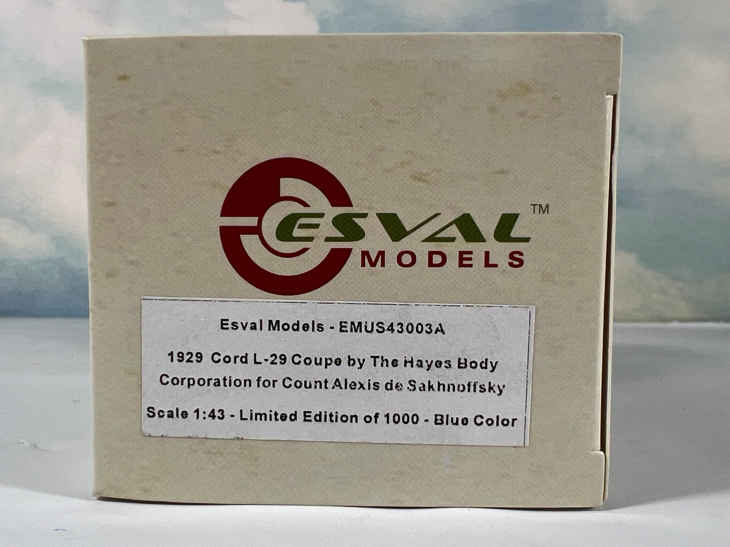 ESVAL™
MODELS
Esval Models - EMUS43003A
1929 Cord L-29 Coupe by The Hayes Body
Corporation for Count Alexis de Sakhnoffsky
Scale 1:43 - Limited Edition of 1000 - Blue Color